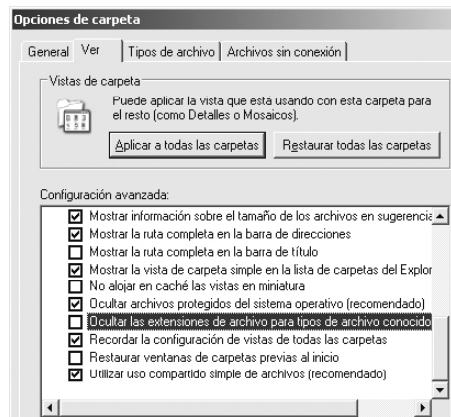 Opciones de carpeta
General Ver Tipos de archivo Archivos sin conexión
Vistas de carpeta
Puede aplicar la vista que está usando con esta carpeta para
el resto (como Detalles o Mosaicos).
Aplicar a todas las carpetas Restaurar todas las carpetas
Configuración avanzada:
Mostrar información sobre el tamaño de los archivos en sugerencia
Mostrar la ruta completa en la barra de direcciones
Mostrar la ruta completa en la barra de título
Mostrar la vista de carpeta simple en la lista de carpetas del Explor
No alojar en caché las vistas en miniatura
Ocultar archivos protegidos del sistema operativo (recomendado)
Ocultar las extensiones de archivo para tipos de archivo conocido
Recordar la configuración de vistas de todas las carpetas
Restaurar ventanas de carpetas previas al inicio
Utilizar uso compartido simple de archivos (recomendado)